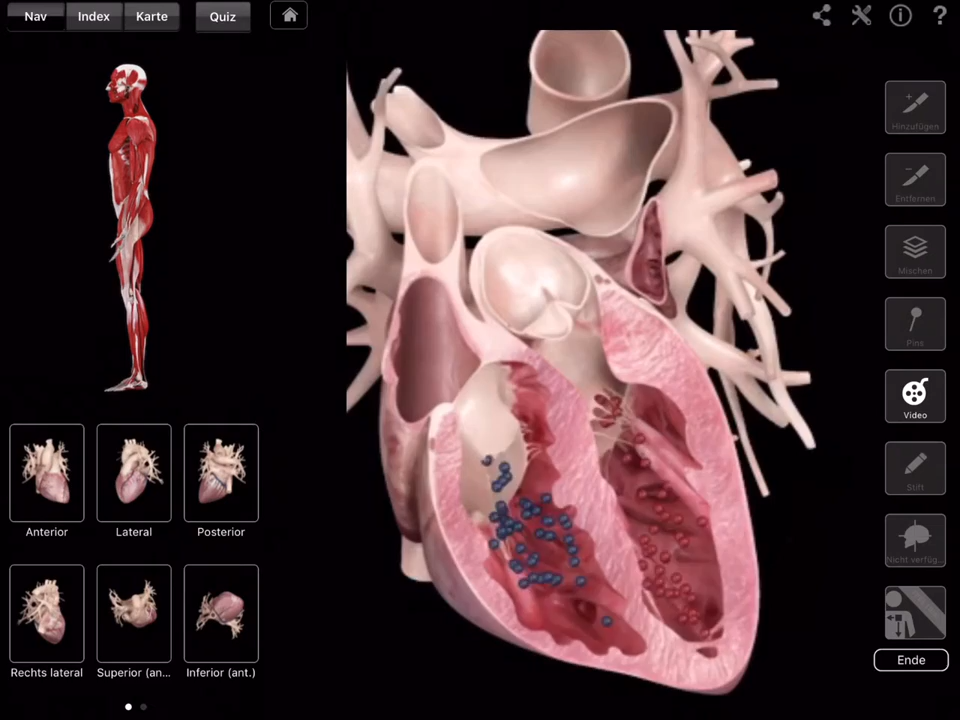 Nav
Index
Karte
Quiz
?
Hinzufügen
Entfernen
Mischen
Pins
Video
Stift
Nicht verfüg...
Ende
Anterior
Lateral
Posterior
Rechts lateral
Superior (an...
Inferior (ant.)